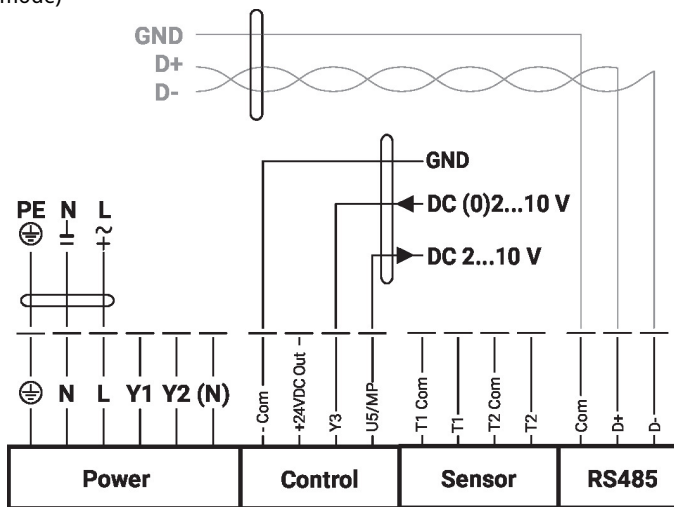 mode)
GND
D+
D-
GND
DC (0)2...10 V
DC 2...10 V
PE N L
⏊ N L Y1 Y2 (N)
- Com
+24VDC Out -
Y3
U5/MP
T1 Com
T1
T2 Com
T2
Com
D+
D-
Power
Control
Sensor
RS485